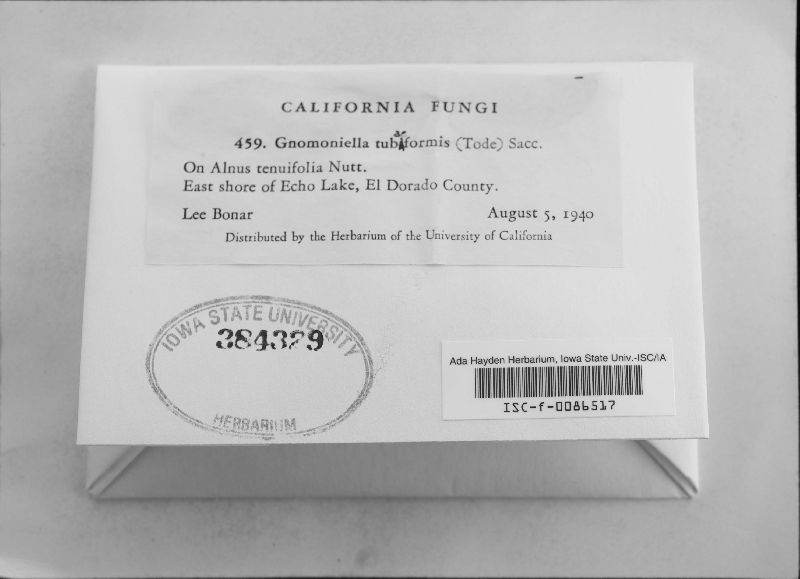 CALIFORNIA FUNGI
459. Gnomoniella tubæformis (Tode) Sacc.
On Alnus tenuifolia Nutt.
East shore of Echo Lake, El Dorado County.
Lee Bonar August 5, 1940
Distributed by the Herbarium of the University of California
IOWA STATE UNIVERSITY
HERBARIUM
Ada Hayden Herbarium, Iowa State Univ.-ISC/IA
ISC-f-0086517